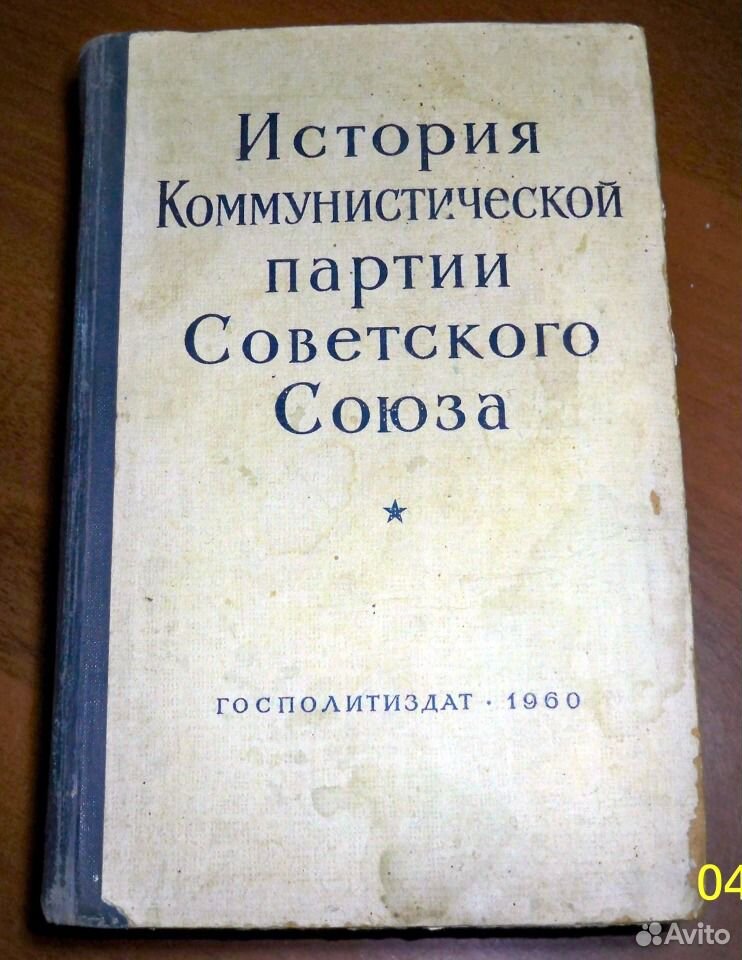 История
Коммунистической
партии
Советского
Союза
ГОСПОЛИТИЗДАТ · 1960
04
Avito